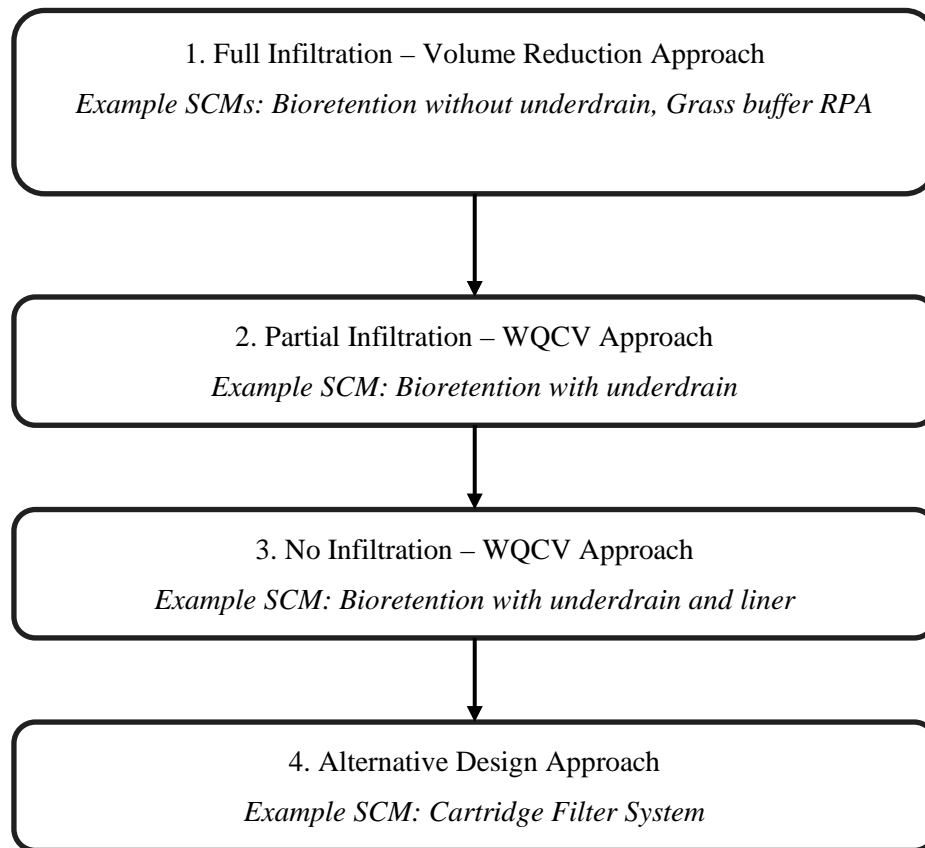 1. Full Infiltration – Volume Reduction Approach
Example SCMs: Bioretention without underdrain, Grass buffer RPA
2. Partial Infiltration – WQCV Approach
Example SCM: Bioretention with underdrain
3. No Infiltration – WQCV Approach
Example SCM: Bioretention with underdrain and liner
4. Alternative Design Approach
Example SCM: Cartridge Filter System